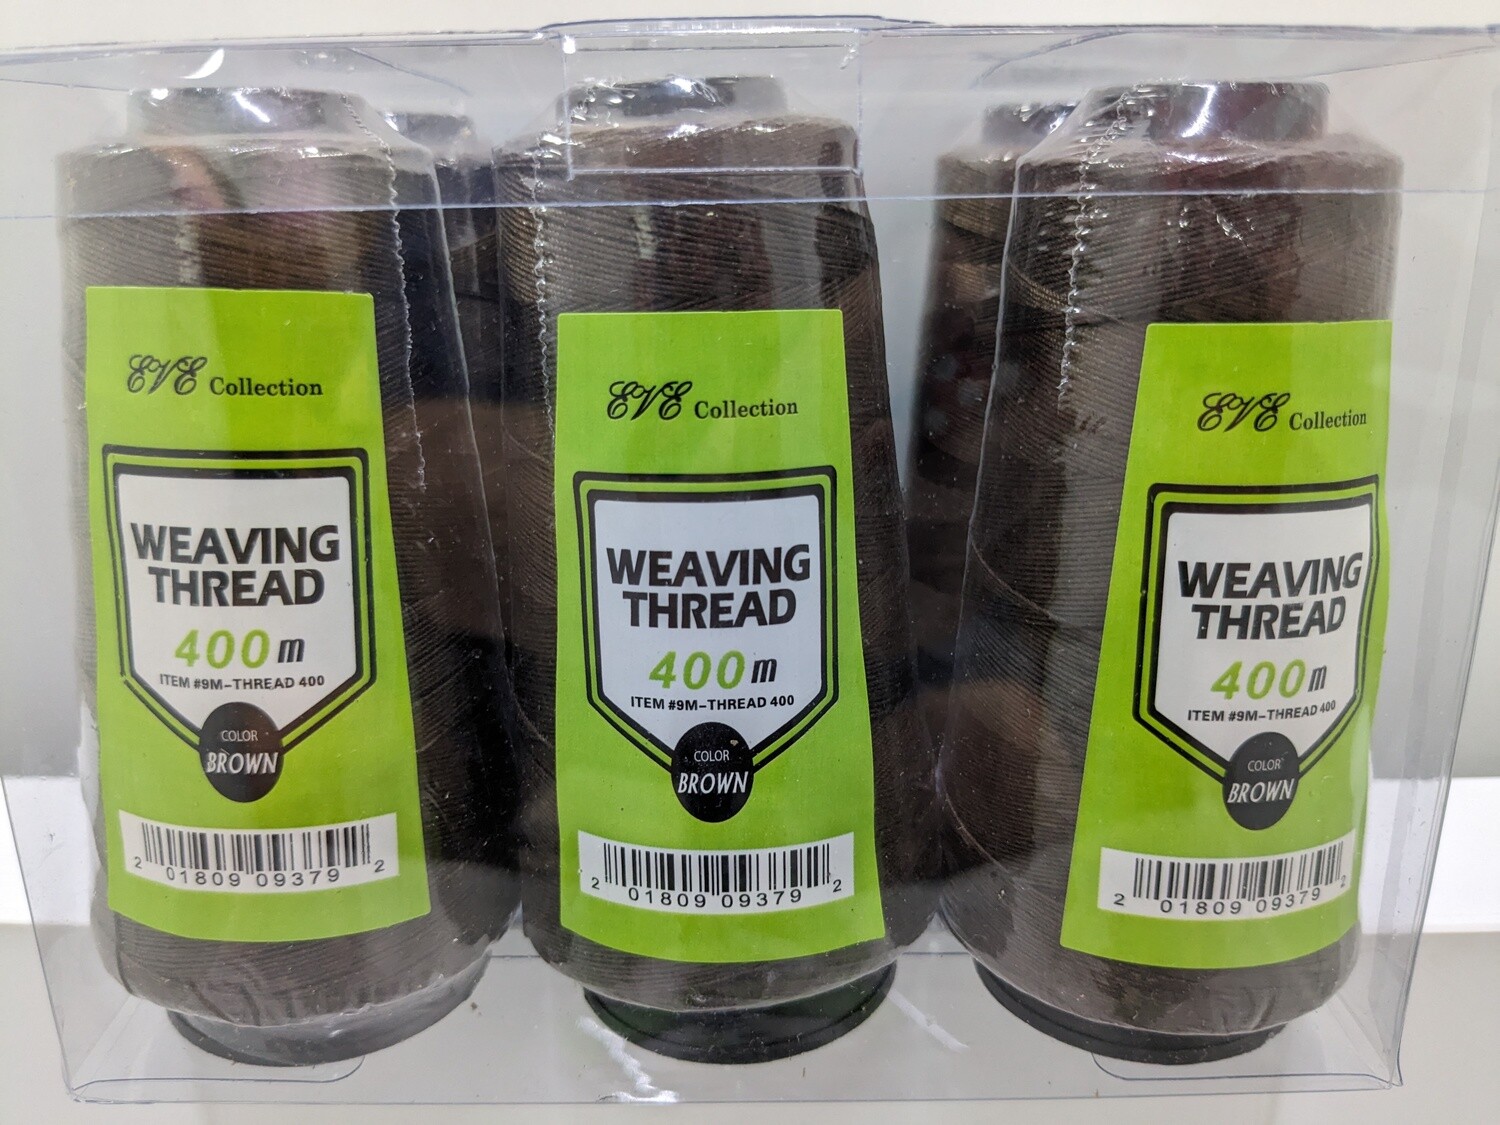 EVE Collection
WEAVING
THREAD
400m
ITEM #9M-THREAD 400
COLOR
BROWN
2 01809 09379 2
EVE Collection
WEAVING
THREAD
400m
ITEM #9M-THREAD 400
COLOR
BROWN
2 01809 09379 2
EVE Collection
WEAVING
THREAD
400m
ITEM #9M-THREAD 400
COLOR
BROWN
2 01809 09379 2